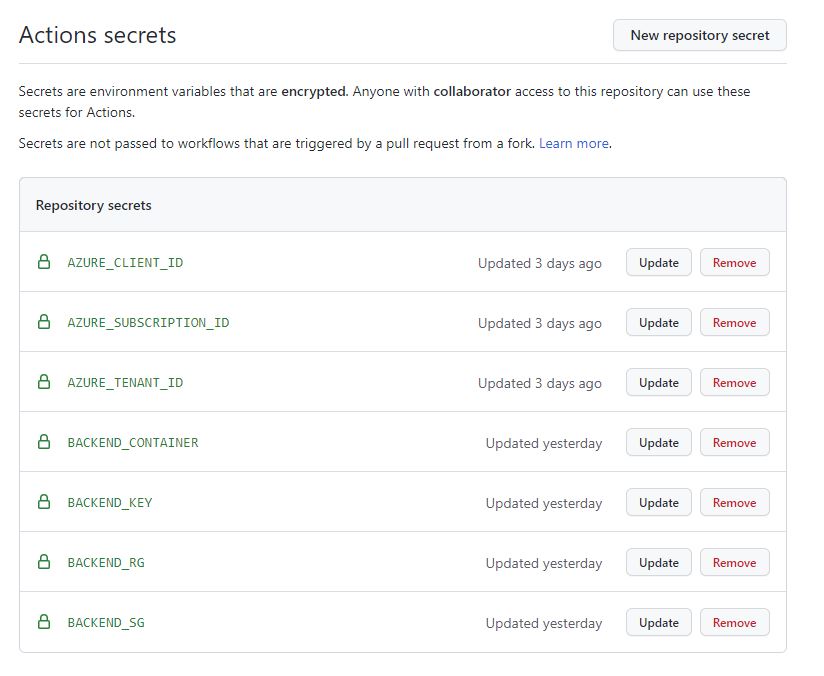 Actions secrets
New repository secret
Secrets are environment variables that are encrypted. Anyone with collaborator access to this repository can use these
secrets for Actions.
Secrets are not passed to workflows that are triggered by a pull request from a fork. Learn more.
Repository secrets
AZURE_CLIENT_ID Updated 3 days ago Update Remove
AZURE_SUBSCRIPTION_ID Updated 3 days ago Update Remove
AZURE_TENANT_ID Updated 3 days ago Update Remove
BACKEND_CONTAINER Updated yesterday Update Remove
BACKEND_KEY Updated yesterday Update Remove
BACKEND_RG Updated yesterday Update Remove
BACKEND_SG Updated yesterday Update Remove